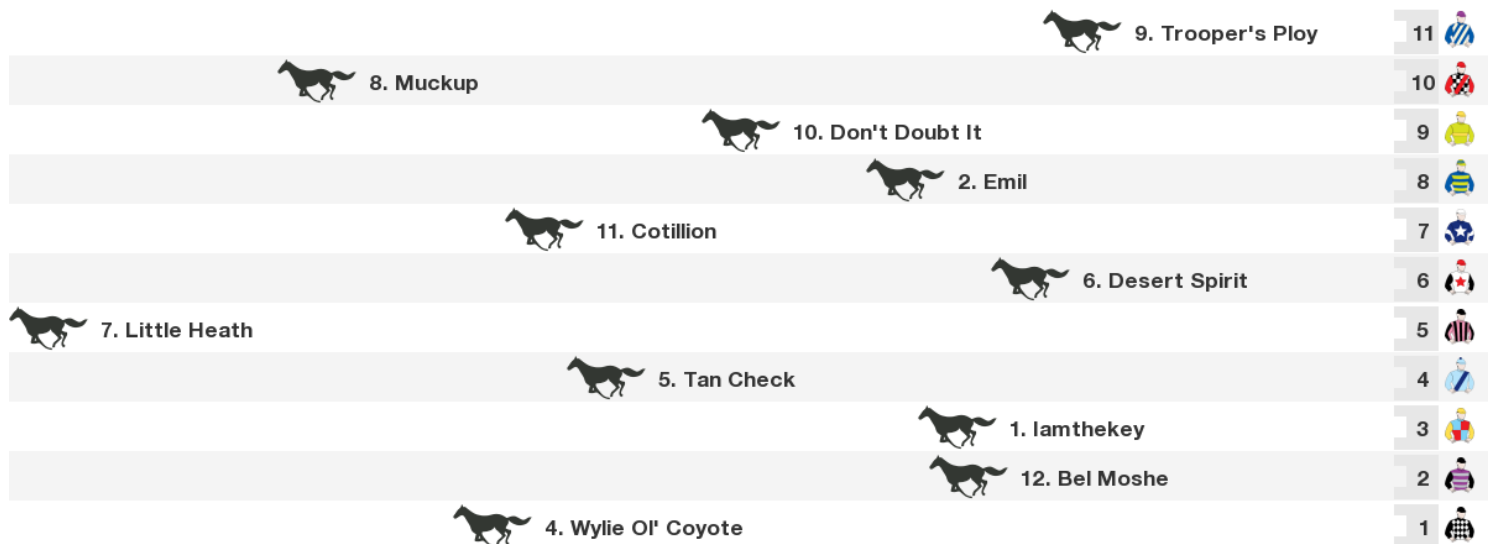 9. Trooper's Ploy 11
8. Muckup 10
10. Don't Doubt It 9
2. Emil 8
11. Cotillion 7
6. Desert Spirit 6
7. Little Heath 5
5. Tan Check 4
1. Iamthekey 3
12. Bel Moshe 2
4. Wylie Ol' Coyote 1